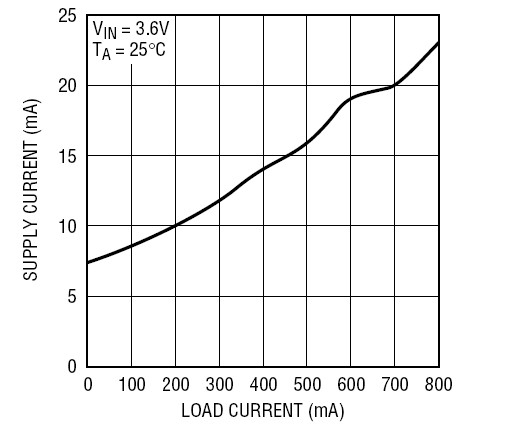 25
VIN = 3.6V
TA = 25°C
20
15
10
5
0
SUPPLY CURRENT (mA)
0 100 200 300 400 500 600 700 800
LOAD CURRENT (mA)